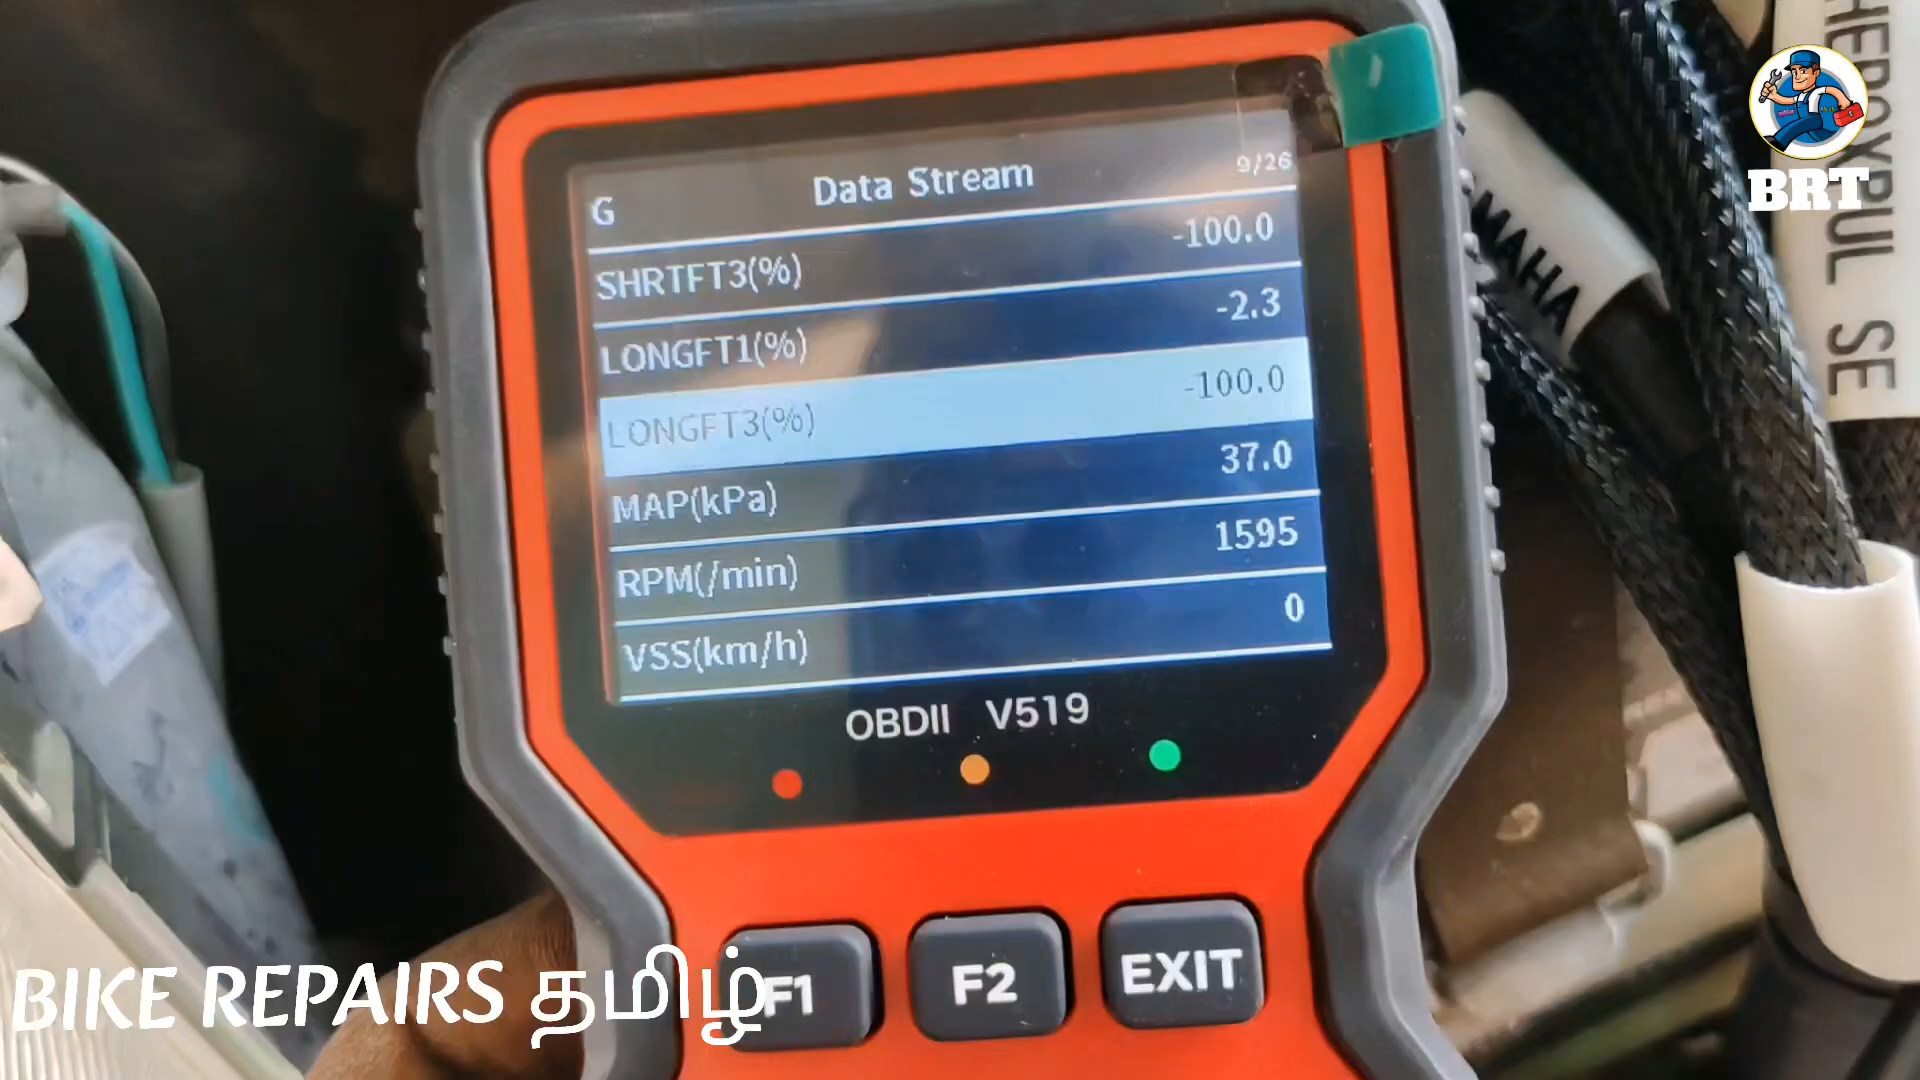 G Data Stream 9/26
SHRTFT3(%) -100.0
LONGFT1(%) -2.3
LONGFT3(%) -100.0
MAP(kPa) 37.0
RPM(/min) 1595
VSS(km/h) 0
OBDII V519
F1 F2 EXIT
BRT
BIKE REPAIRS தமிழ்